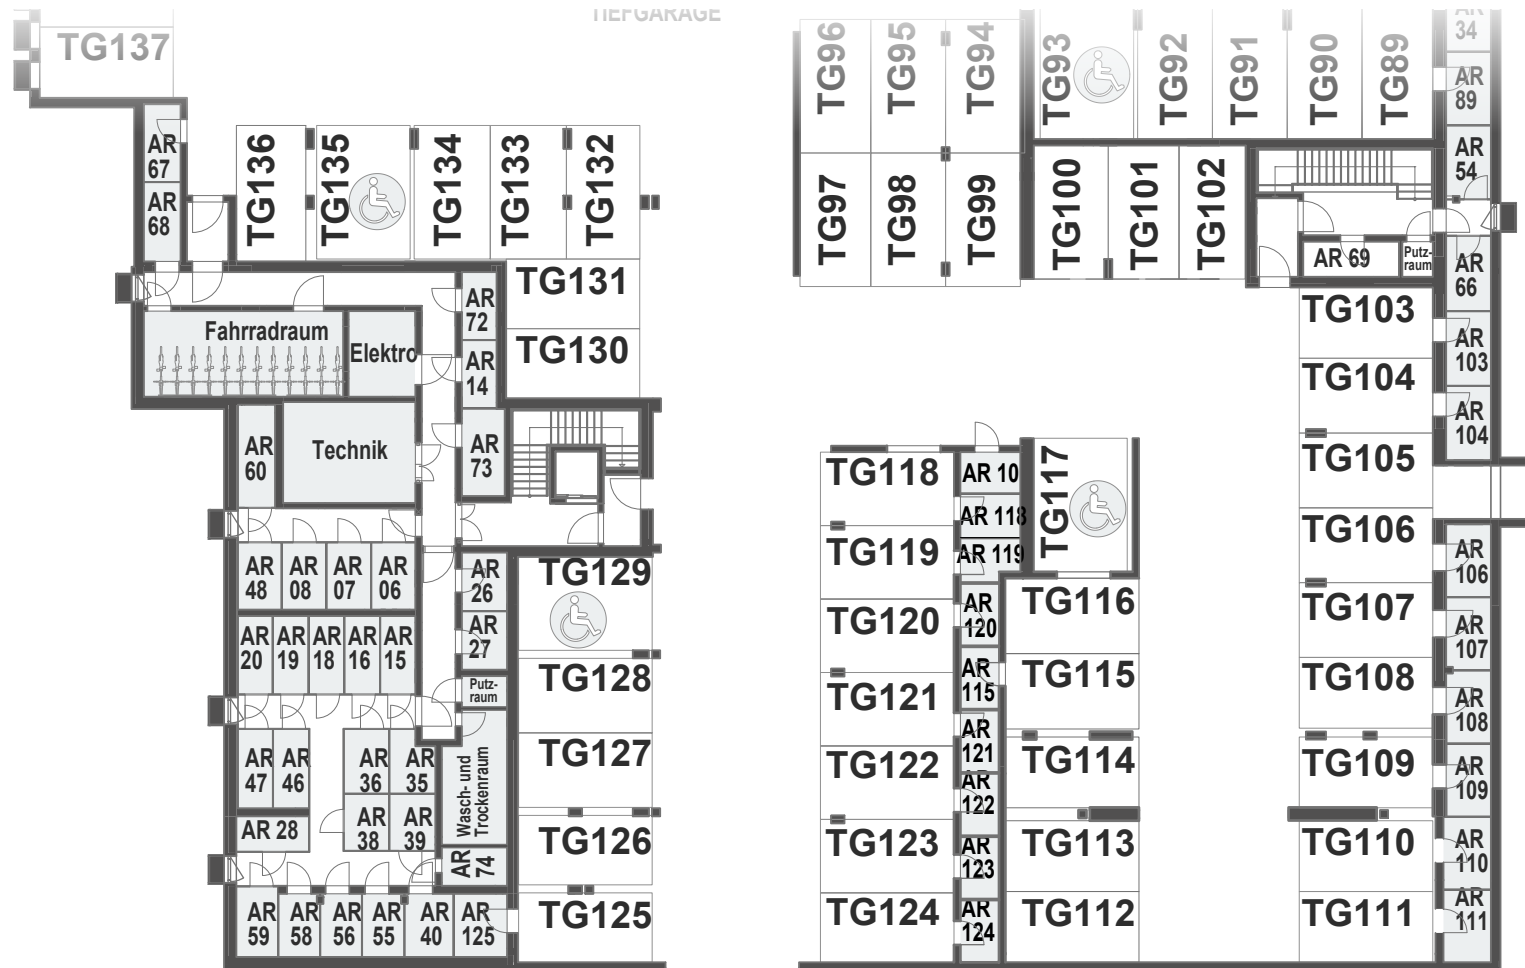 TIEFGARAGE
TG137
TG96
TG95
TG94
TG93
TG92
TG91
TG90
TG89
AR
34
AR
89
AR
67
AR
68
TG136
TG135
TG134
TG133
TG132
TG97
TG98
TG99
TG100
TG101
TG102
AR
54
AR 69
Putz-
raum
AR
66
TG131
TG130
AR
72
AR
14
Fahrradraum
Elektro
TG103
TG104
AR
103
AR
104
AR
60
Technik
AR
73
TG118
AR 10
TG117
TG105
AR 118
TG119
AR 119
TG106
AR
106
AR
48
AR
08
AR
07
AR
06
AR
26
TG129
TG116
TG107
AR
20
AR
19
AR
18
AR
16
AR
15
AR
27
TG120
AR
120
AR
107
Putz-
raum
TG128
TG121
AR
115
TG115
TG108
AR
108
AR
47
AR
46
AR
36
AR
35
Wasch- und
Trockenraum
TG127
TG122
AR
121
AR
122
TG114
TG109
AR
109
AR 28
AR
38
AR
39
AR
74
TG126
TG123
AR
123
TG113
TG110
AR
110
AR
59
AR
58
AR
56
AR
55
AR
40
AR
125
TG125
TG124
AR
124
TG112
TG111
AR
111